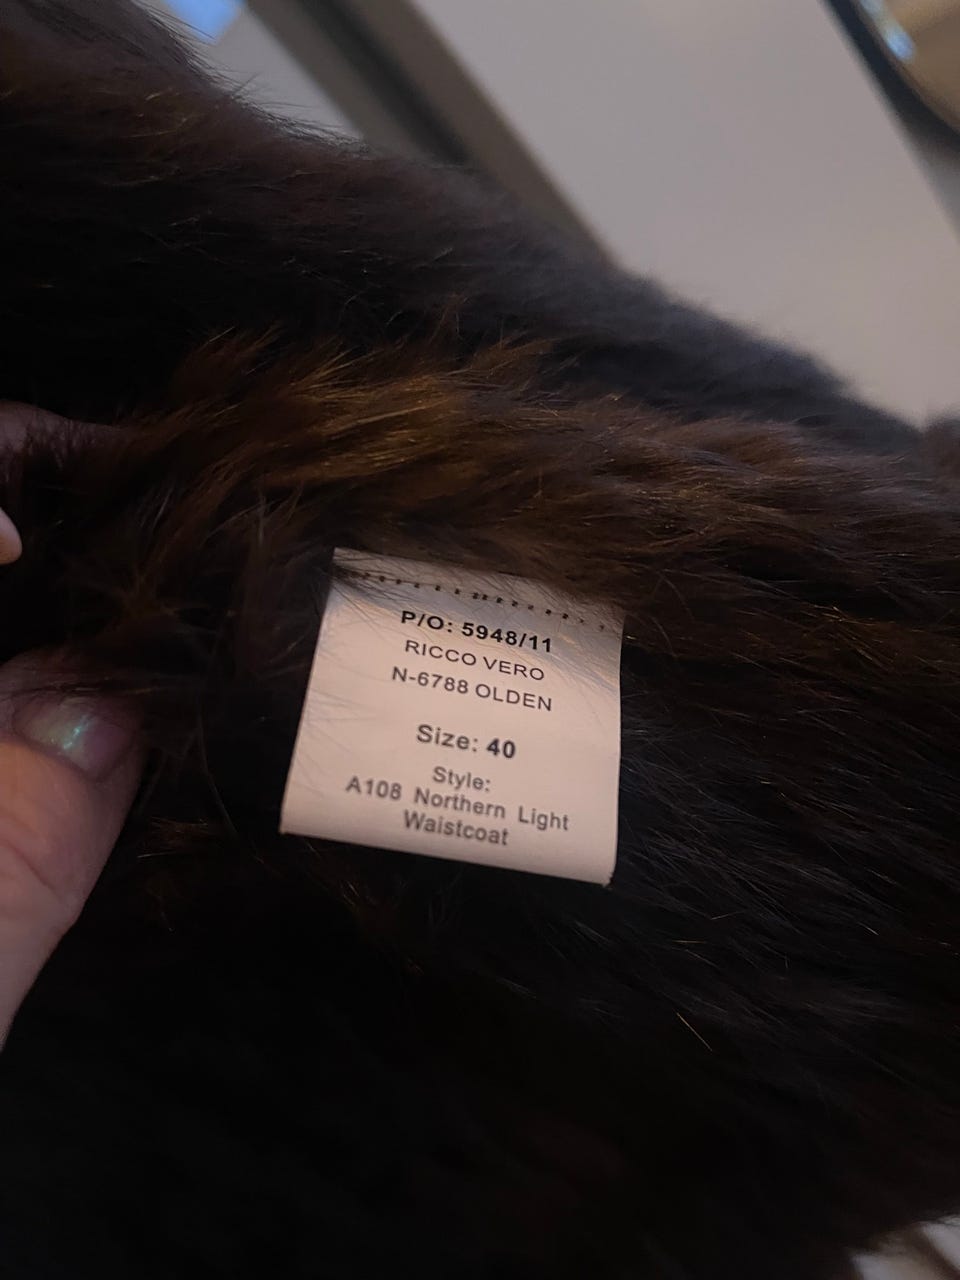 P/O: 5948/11
RICCO VERO
N-6788 OLDEN
Size: 40
Style:
A108 Northern Light
Waistcoat